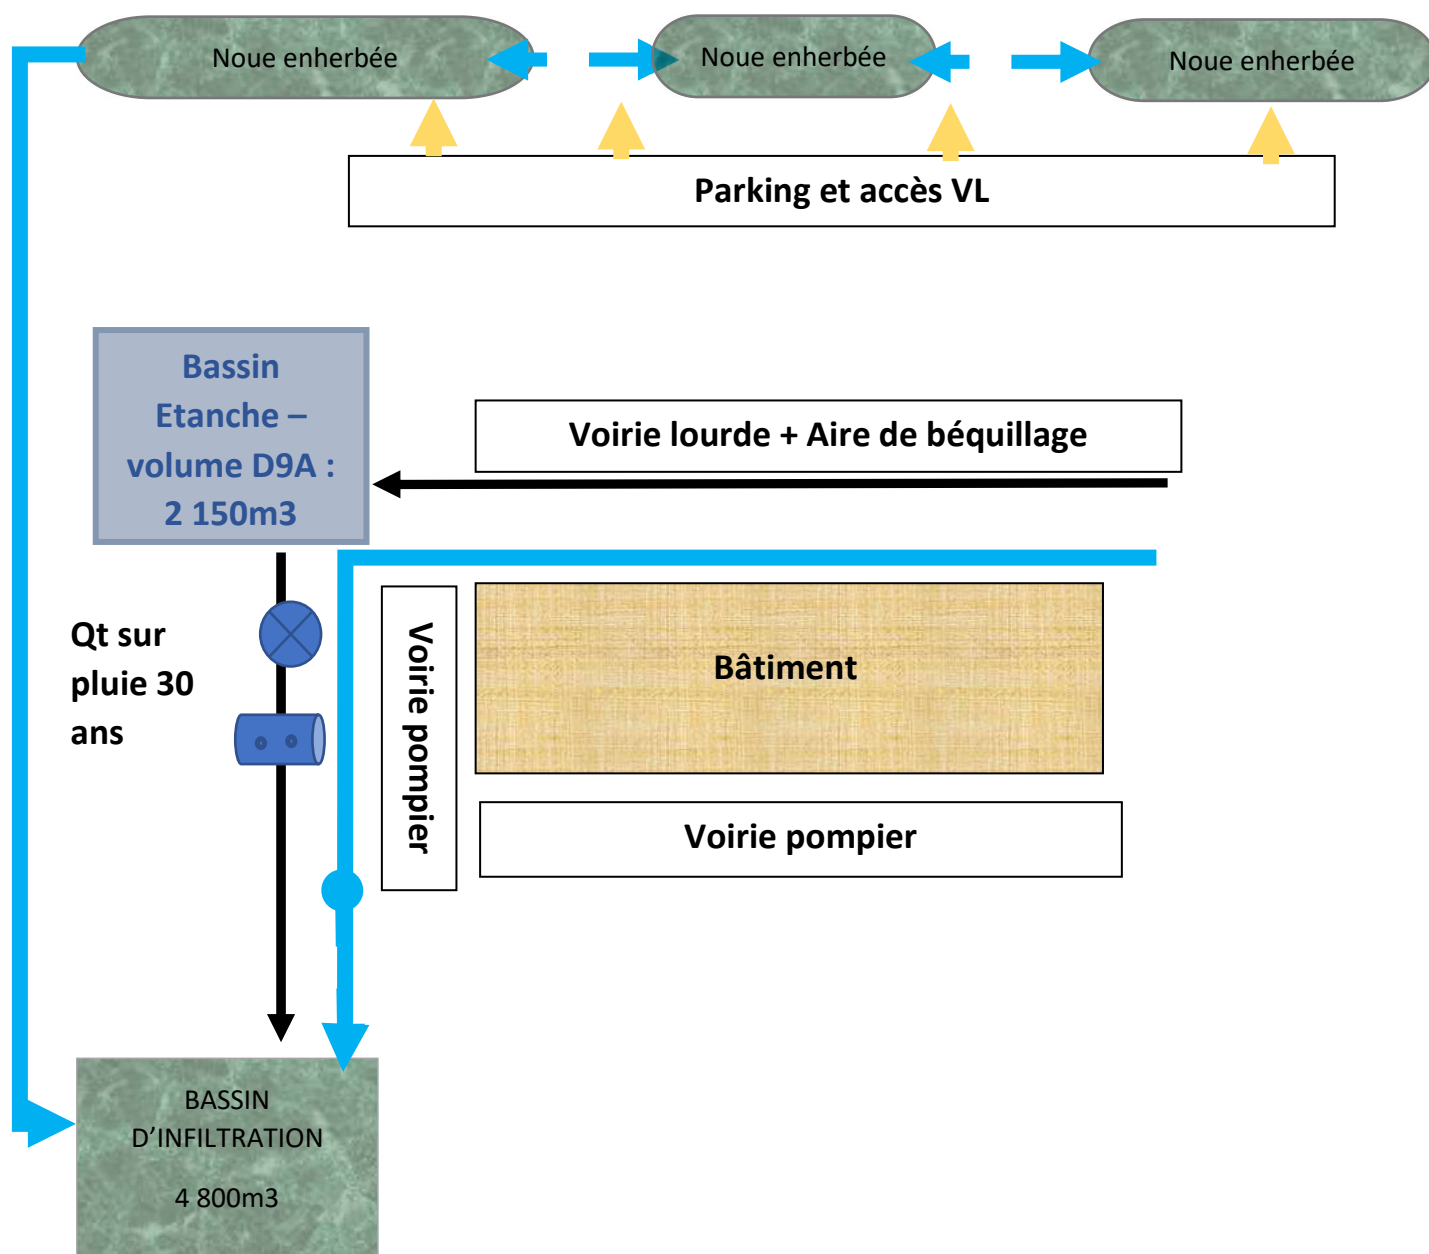 Noue enherbée
Noue enherbée
Noue enherbée
Parking et accès VL
Bassin
Etanche –
volume D9A :
2 150m3
Voirie lourde + Aire de béquillage
Qt sur
pluie 30
ans
Voirie pompier
Bâtiment
Voirie pompier
BASSIN
D’INFILTRATION
4 800m3